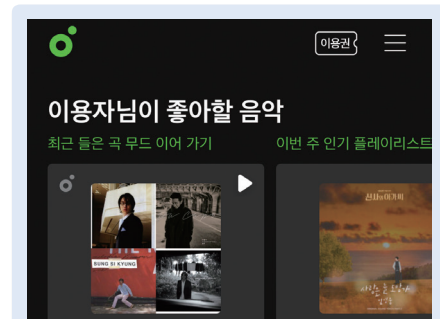 이용권
이용자님이 좋아할 음악
최근 들은 곡 무드 이어 가기
이번 주 인기 플레이리스트
SUNG SI KYUNG